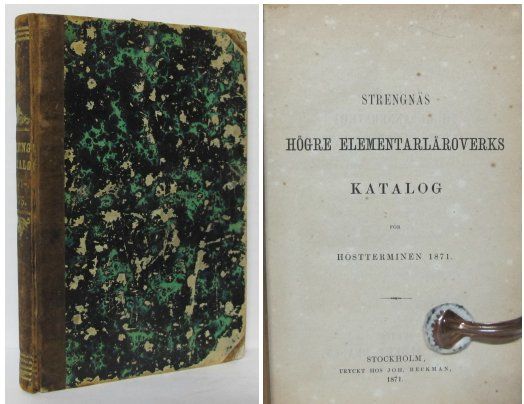 STRENGNÄS
HÖGRE ELEMENTARLÄROVERKS
KATALOG
FÖR
HÖSTTERMINEN 1871.
STOCKHOLM,
TRYCKT HOS JOH. BECKMAN,
1871.